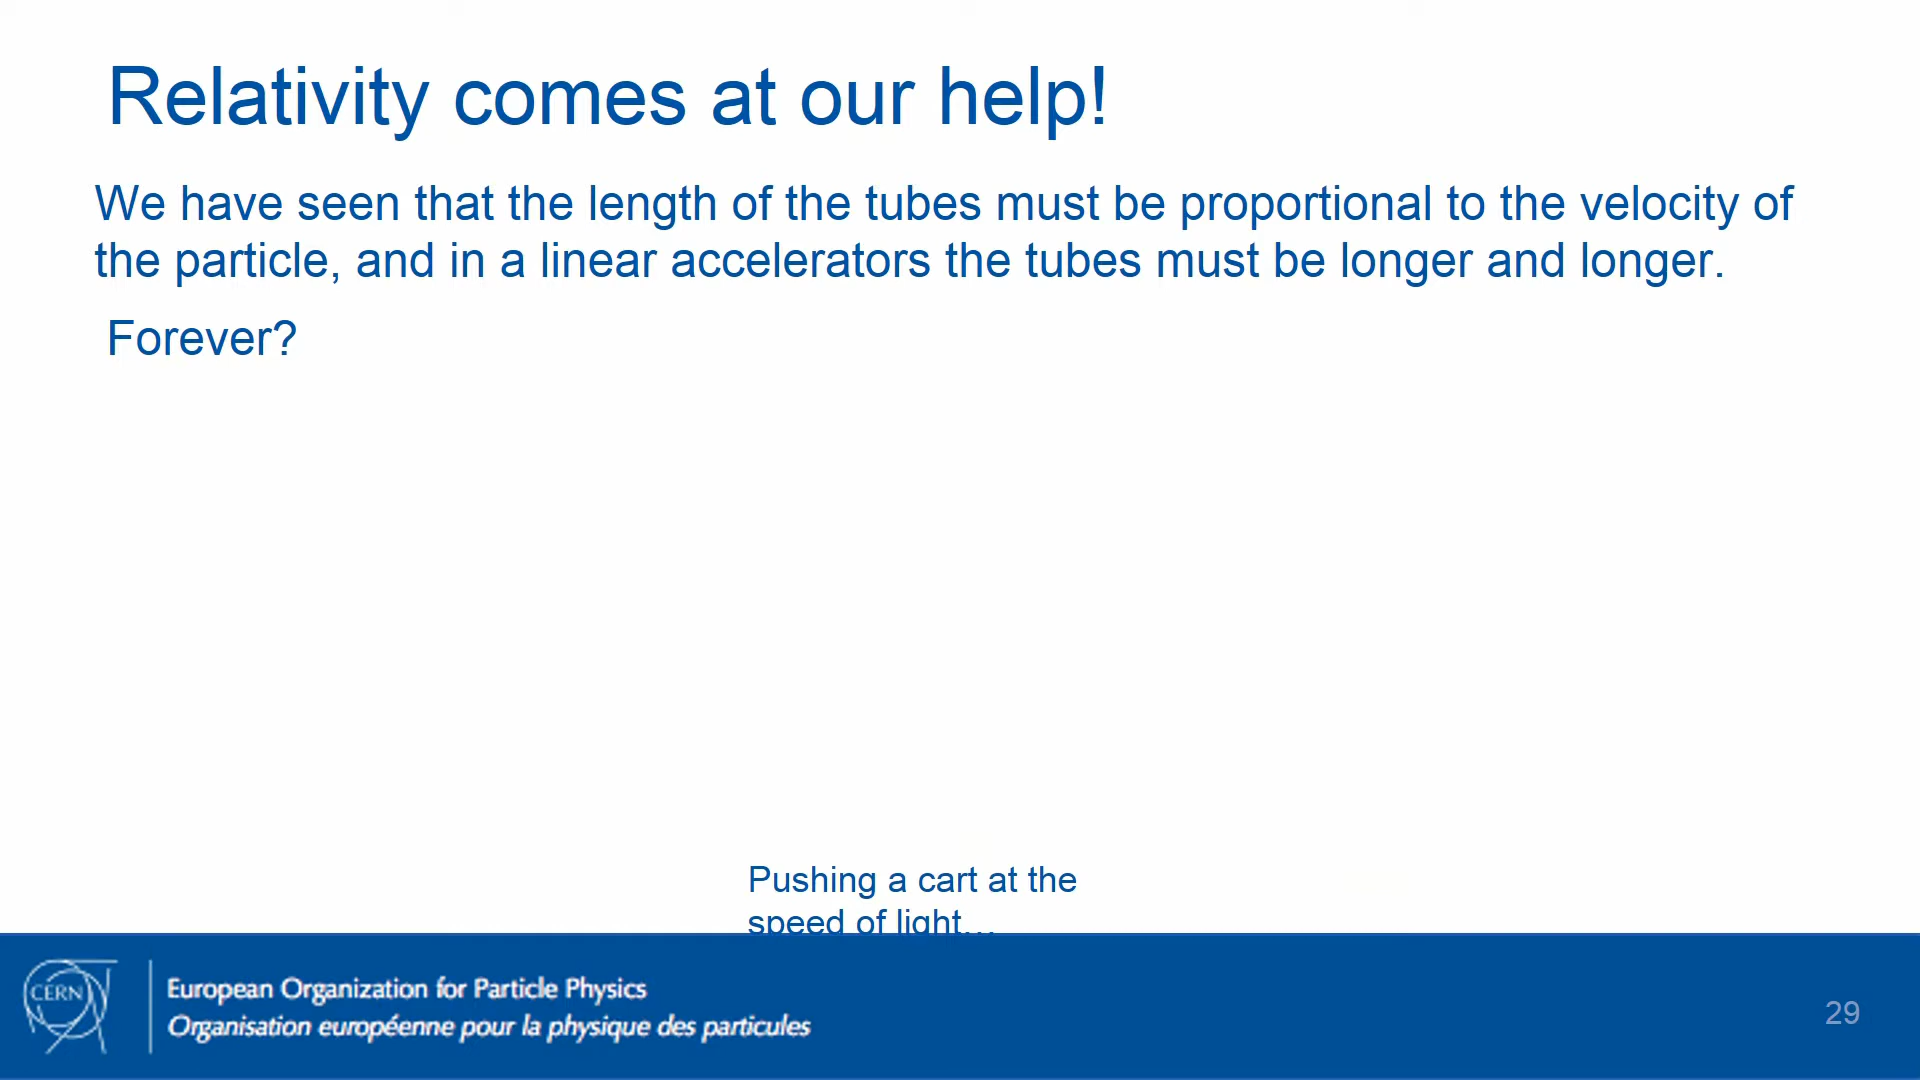 Relativity comes at our help!
We have seen that the length of the tubes must be proportional to the velocity of
the particle, and in a linear accelerators the tubes must be longer and longer.
Forever?
Pushing a cart at the
speed of light...
CERN
European Organization for Particle Physics
Organisation européenne pour la physique des particules
29